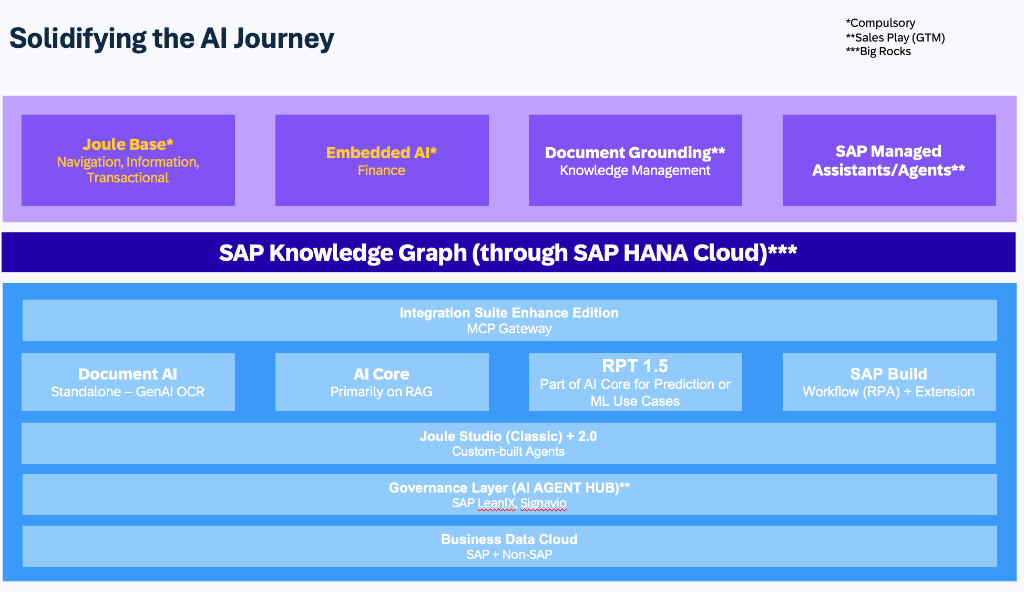 Solidifying the AI Journey
*Compulsory
**Sales Play (GTM)
***Big Rocks
Joule Base*
Navigation, Information,
Transactional
Embedded AI*
Finance
Document Grounding**
Knowledge Management
SAP Managed
Assistants/Agents**
SAP Knowledge Graph (through SAP HANA Cloud)***
Integration Suite Enhance Edition
MCP Gateway
Document AI
Standalone – GenAI OCR
AI Core
Primarily on RAG
RPT 1.5
Part of AI Core for Prediction or
ML Use Cases
SAP Build
Workflow (RPA) + Extension
Joule Studio (Classic) + 2.0
Custom-built Agents
Governance Layer (AI AGENT HUB)**
SAP LeanIX, Signavio
Business Data Cloud
SAP + Non-SAP